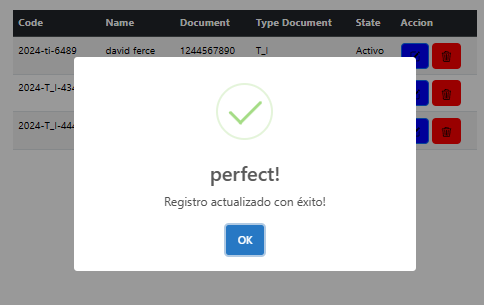 Code Name Document Type Document State Accion
2024-ti-6489 david ferce 1244567890 T_I Activo
2024-T_I-434
2024-T_I-444
perfect!
Registro actualizado con éxito!
OK